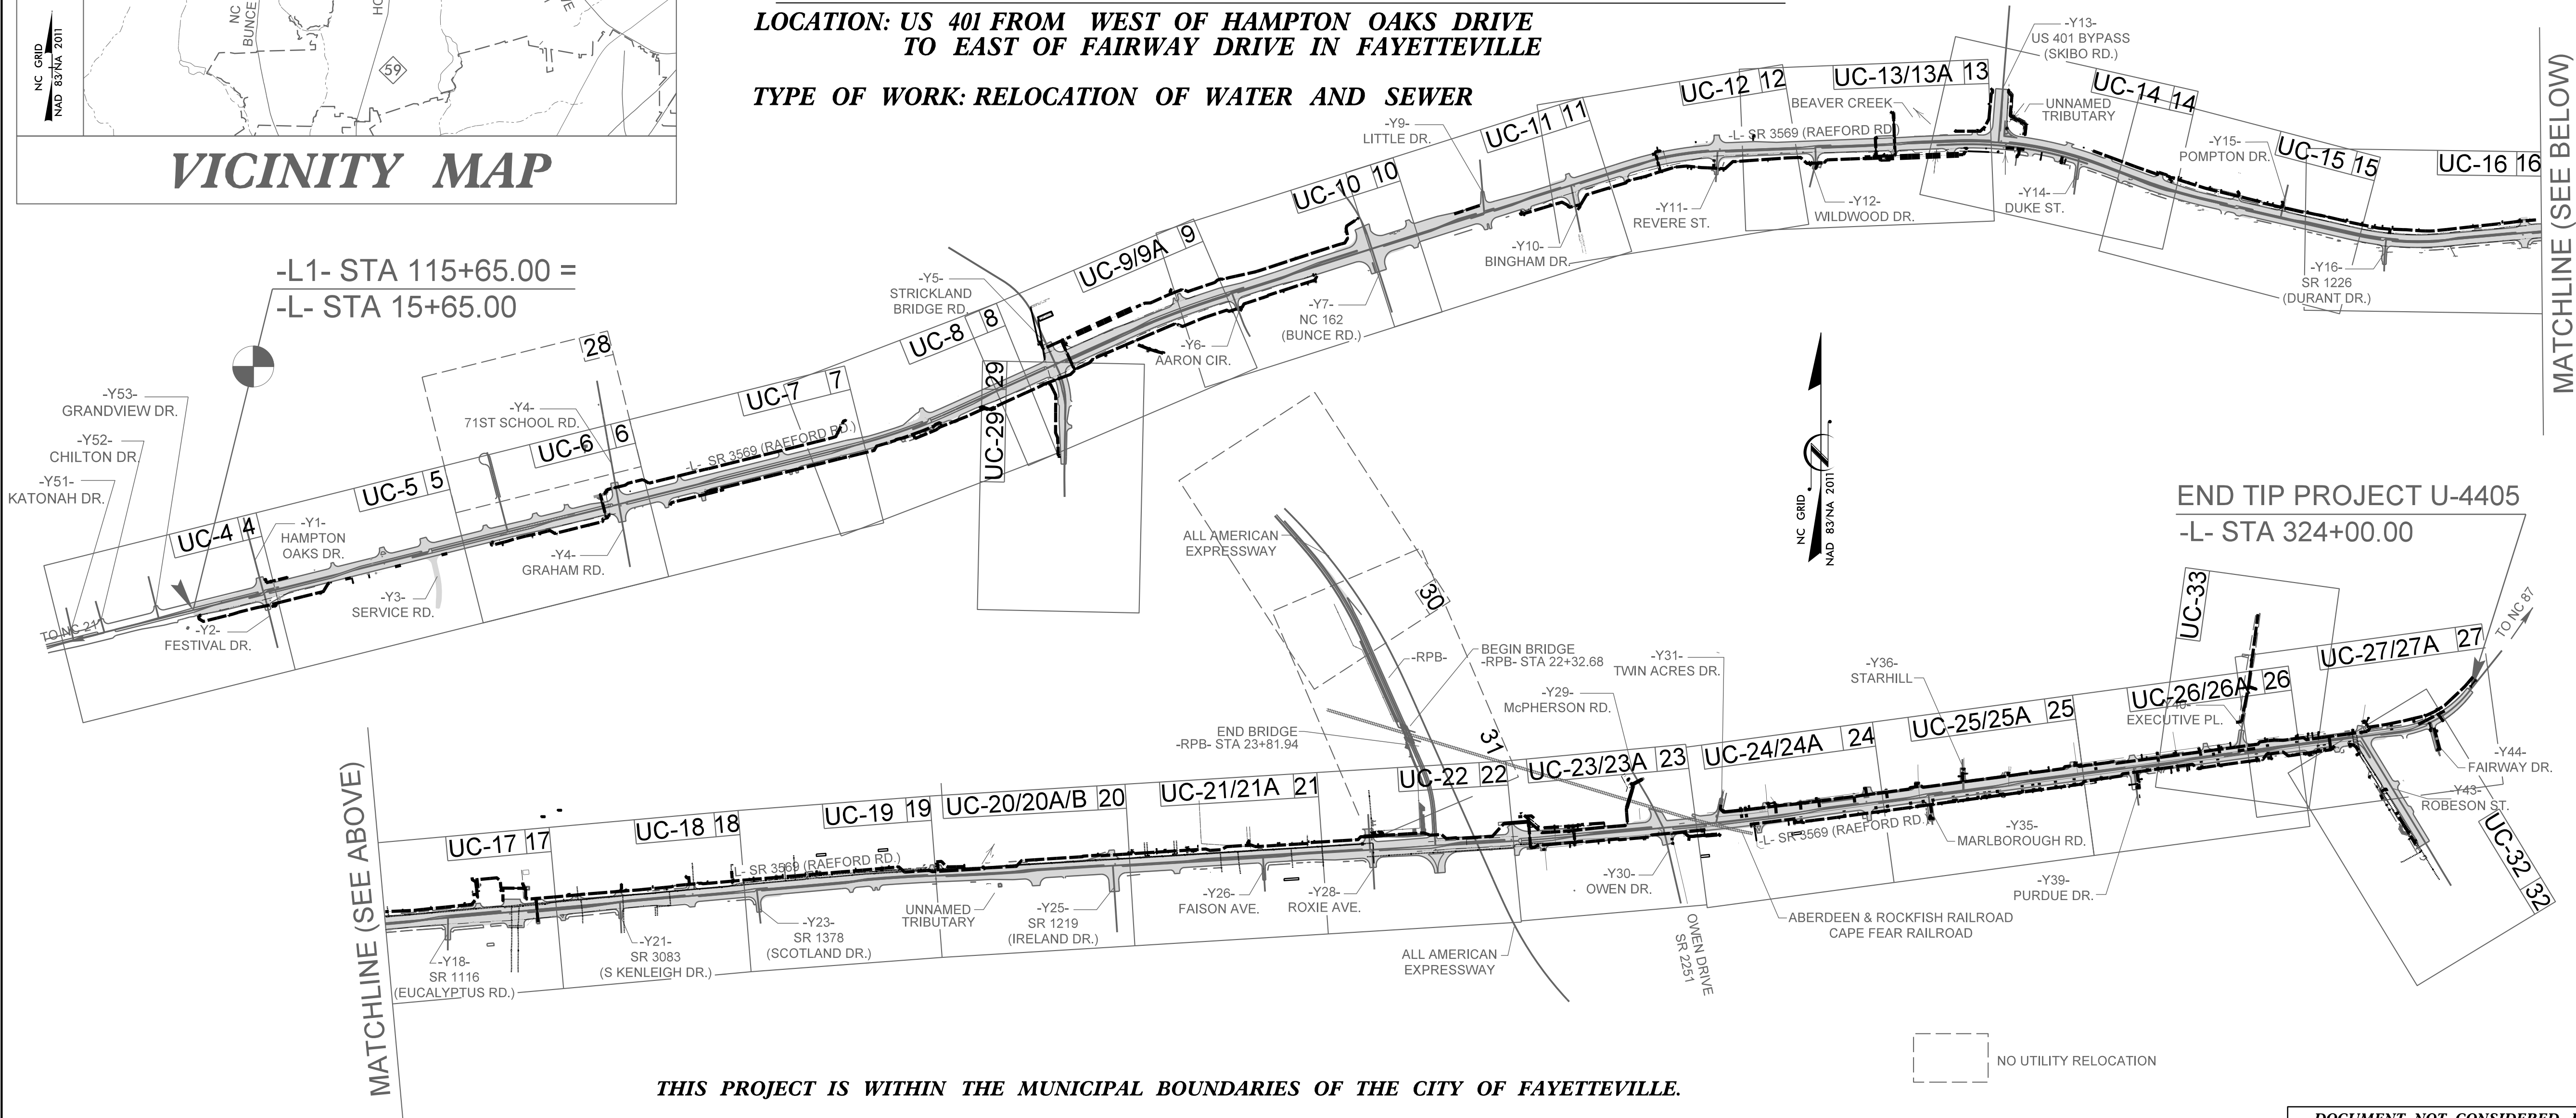 NC GRID
NAD 83/NA 2011
NC
BUNCE
HO
59
VICINITY MAP
LOCATION: US 401 FROM WEST OF HAMPTON OAKS DRIVE
TO EAST OF FAIRWAY DRIVE IN FAYETTEVILLE
TYPE OF WORK: RELOCATION OF WATER AND SEWER
-L1- STA 115+65.00 =
-L- STA 15+65.00
-Y53-
GRANDVIEW DR.
-Y52-
CHILTON DR.
-Y51-
KATONAH DR.
TO NC 211
UC-4 4
-Y1-
HAMPTON
OAKS DR.
-Y2-
FESTIVAL DR.
UC-5 5
-Y3-
SERVICE RD.
28
-Y4-
71ST SCHOOL RD.
UC-6 6
-Y4-
GRAHAM RD.
UC-7 7
-L- SR 3569 (RAEFORD RD.)
UC-8 8
-Y5-
STRICKLAND
BRIDGE RD.
UC-29 29
UC-9/9A 9
-Y6-
AARON CIR.
UC-10 10
-Y7-
NC 162
(BUNCE RD.)
-Y9-
LITTLE DR.
UC-11 11
-Y10-
BINGHAM DR.
UC-12 12
-Y11-
REVERE ST.
-Y12-
WILDWOOD DR.
UC-13/13A 13
BEAVER CREEK
-L- SR 3569 (RAEFORD RD.)
-Y13-
US 401 BYPASS
(SKIBO RD.)
UNNAMED
TRIBUTARY
-Y14-
DUKE ST.
UC-14 14
-Y15-
POMPTON DR.
UC-15 15
-Y16-
SR 1226
(DURANT DR.)
UC-16 16
MATCHLINE (SEE BELOW)
NC GRID
NAD 83/NA 2011
END TIP PROJECT U-4405
-L- STA 324+00.00
MATCHLINE (SEE ABOVE)
UC-17 17
-Y18-
SR 1116
(EUCALYPTUS RD.)
UC-18 18
-Y21-
SR 3083
(S KENLEIGH DR.)
UC-19 19
-L- SR 3569 (RAEFORD RD.)
-Y23-
SR 1378
(SCOTLAND DR.)
UNNAMED
TRIBUTARY
UC-20/20A/B 20
-Y25-
SR 1219
(IRELAND DR.)
UC-21/21A 21
-Y26-
FAISON AVE.
-Y28-
ROXIE AVE.
ALL AMERICAN
EXPRESSWAY
30
-RPB-
BEGIN BRIDGE
-RPB- STA 22+32.68
END BRIDGE
-RPB- STA 23+81.94
31
UC-22 22
ALL AMERICAN
EXPRESSWAY
-Y29-
McPHERSON RD.
UC-23/23A 23
-Y30-
OWEN DR.
OWEN DRIVE
SR 2251
-Y31-
TWIN ACRES DR.
UC-24/24A 24
ABERDEEN & ROCKFISH RAILROAD
CAPE FEAR RAILROAD
-L- SR 3569 (RAEFORD RD.)
-Y36-
STARHILL
UC-25/25A 25
-Y35-
MARLBOROUGH RD.
-Y39-
PURDUE DR.
UC-33
UC-26/26A 26
-Y40-
EXECUTIVE PL.
UC-27/27A 27
TO NC 87
-Y44-
FAIRWAY DR.
-Y43-
ROBESON ST.
UC-32 32
NO UTILITY RELOCATION
THIS PROJECT IS WITHIN THE MUNICIPAL BOUNDARIES OF THE CITY OF FAYETTEVILLE.
DOCUMENT NOT CONSIDERED